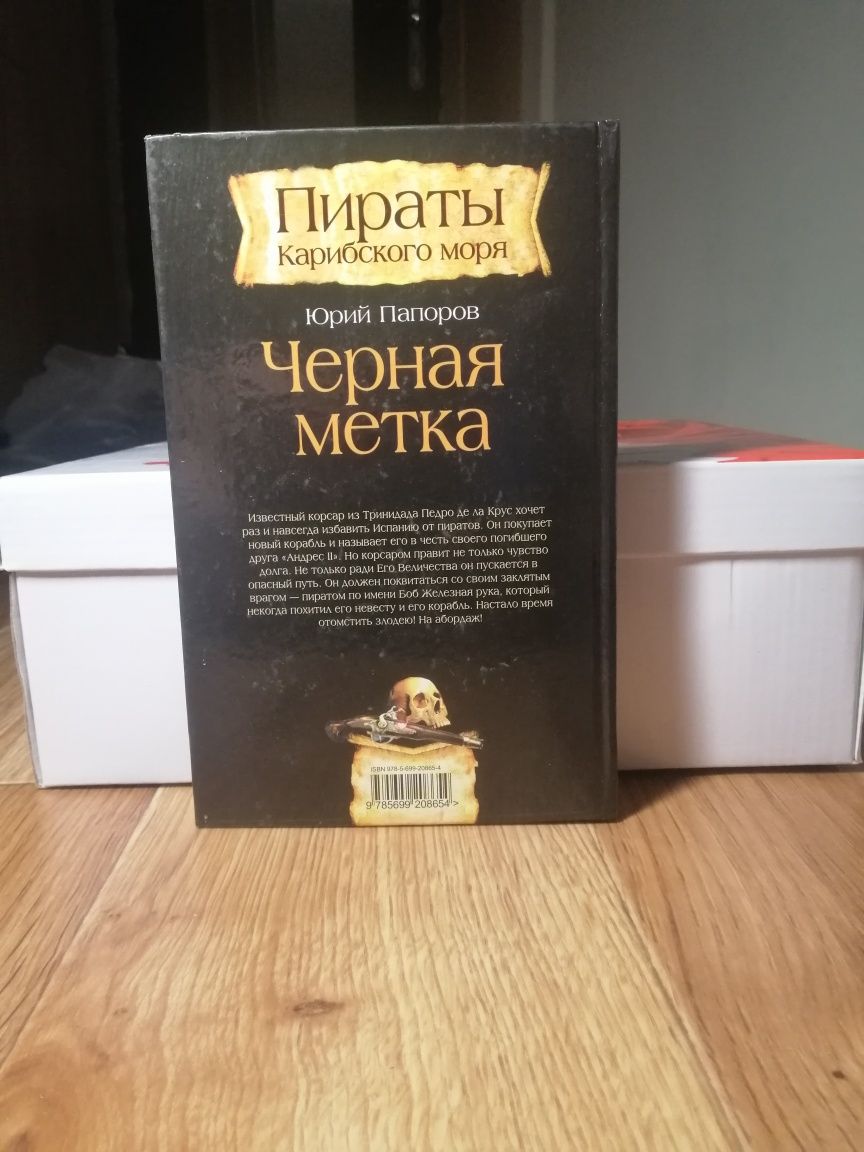 Пираты
Карибского моря
Юрий Папоров
Черная
метка
Известный корсар из Тринидада Педро де ла Крус хочет
раз и навсегда избавить Испанию от пиратов. Он покупает
новый корабль и называет его в честь своего погибшего
друга «Андрес II». Но корсаром правит не только чувство
долга. Не только ради Его Величества он пускается в
опасный путь. Он должен поквитаться со своим заклятым
врагом — пиратом по имени Боб Железная рука, который
некогда похитил его невесту и его корабль. Настало время
отомстить злодею! На абордаж!
ISBN 978-5-699-20865-4
9 785699 208654 >